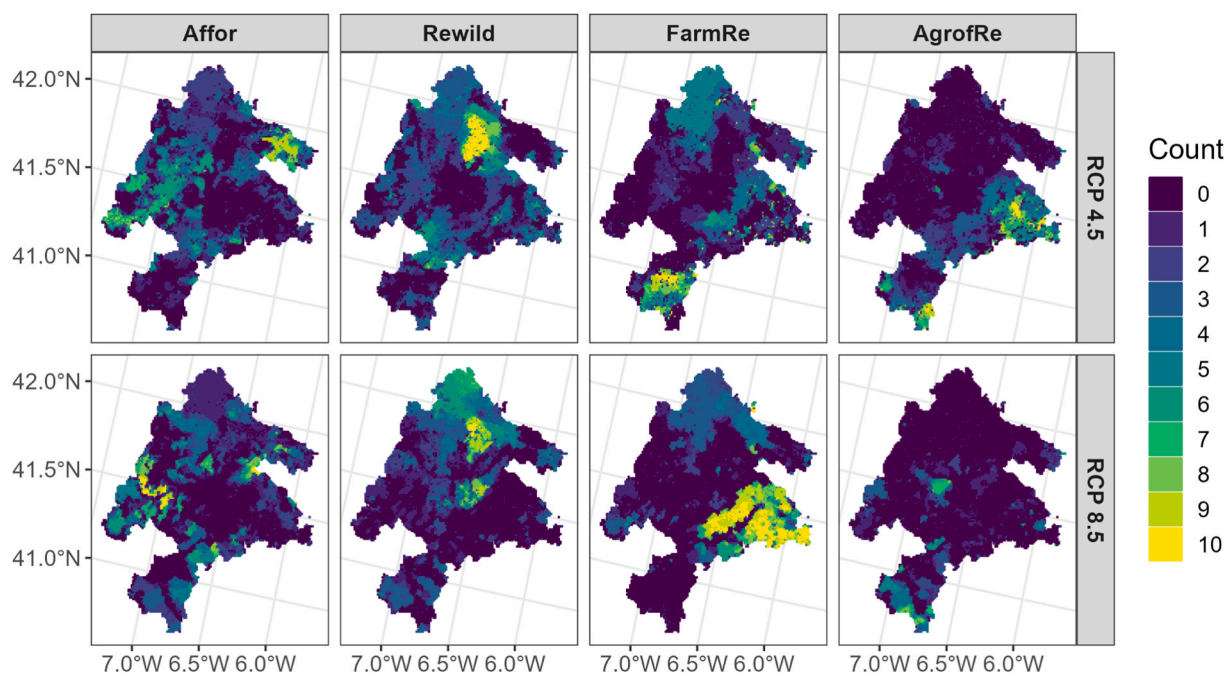 Affor Rewild FarmRe AgrofRe
42.0°N
41.5°N
41.0°N
RCP 4.5
42.0°N
41.5°N
41.0°N
RCP 8.5
7.0°W 6.5°W 6.0°W 7.0°W 6.5°W 6.0°W 7.0°W 6.5°W 6.0°W 7.0°W 6.5°W 6.0°W
Count
0
1
2
3
4
5
6
7
8
9
10